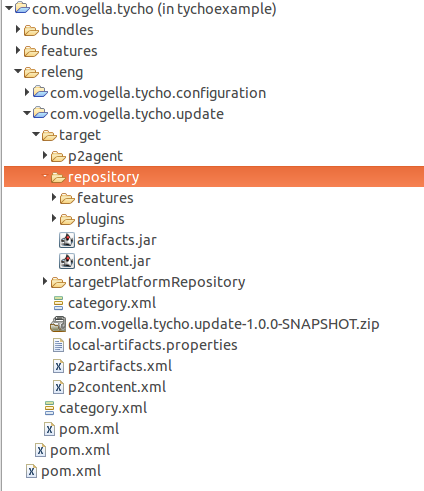 com.vogella.tycho (in tychoexample)
bundles
features
releng
com.vogella.tycho.configuration
com.vogella.tycho.update
target
p2agent
repository
features
plugins
artifacts.jar
content.jar
targetPlatformRepository
category.xml
com.vogella.tycho.update-1.0.0-SNAPSHOT.zip
local-artifacts.properties
p2artifacts.xml
p2content.xml
category.xml
pom.xml
pom.xml
pom.xml